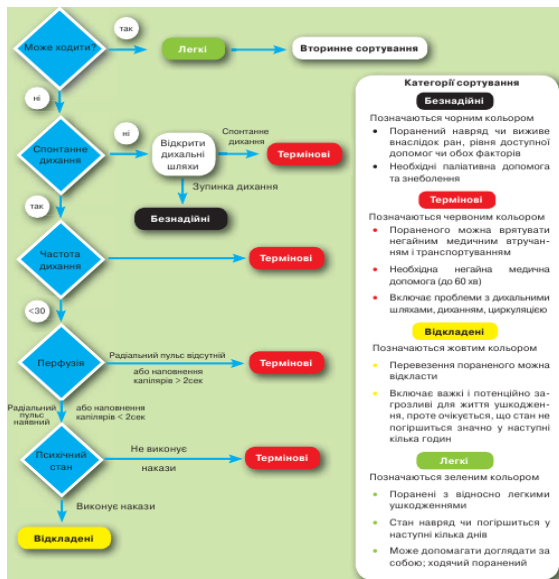 Може ходити?
так
Легкі
Вторинне сортування
ні
Спонтанне
дихання
ні
Відкрити
дихальні
шляхи
Спонтанне
дихання
Термінові
Зупинка дихання
Безнадійні
так
Частота
дихання
Термінові
<30
Перфузія
Радіальний пульс відсутній
або наповнення
капілярів > 2сек
Термінові
Радіальний
пульс
наявний
або наповнення
капілярів < 2сек
Психічний
стан
Не виконує
накази
Термінові
Виконує накази
Відкладені
Категорії сортування
Безнадійні
Позначаються чорним кольором
• Поранений навряд чи виживе
внаслідок ран, рівня доступної
допомог чи обох факторів
• Необхідні паліативна допомога
та знеболення
Термінові
Позначаються червоним кольором
• Пораненого можна врятувати
негайним медичним втручан-
ням і транспортуванням
• Необхідна негайна медична
допомога (до 60 хв)
• Включає проблеми з дихальними
шляхами, диханням, циркуляцією
Відкладені
Позначаються жовтим кольором
• Перевезення пораненого можна
відкласти
• Включає важкі і потенційно за-
грозливі для життя ушкоджен-
ня, проте очікується, що стан не
погіршиться значно у наступні
кілька годин
Легкі
Позначаються зеленим кольором
• Поранені з відносно легкими
ушкодженнями
• Стан навряд чи погіршиться у
наступні кілька днів
• Може допомагати доглядати за
собою; ходячий поранений